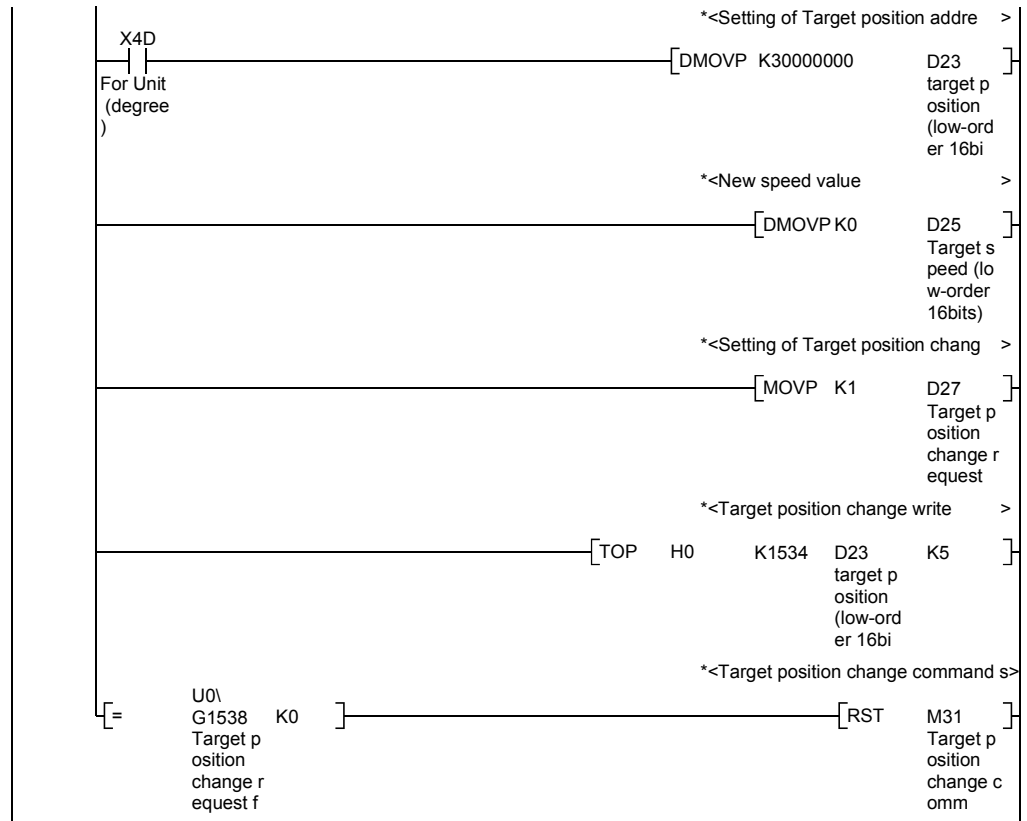 *<Setting of Target position addre >
X4D
DMOVP K30000000 D23
For Unit
(degree
)
target p
osition
(low-ord
er 16bi
*<New speed value >
DMOVP K0 D25
Target s
peed (lo
w-order
16bits)
*<Setting of Target position chang >
MOVP K1 D27
Target p
osition
change r
equest
*<Target position change write >
TOP H0 K1534 D23 K5
target p
osition
(low-ord
er 16bi
*<Target position change command s>
U0\
= G1538 K0 RST M31
Target p
osition
change r
equest f
Target p
osition
change c
omm